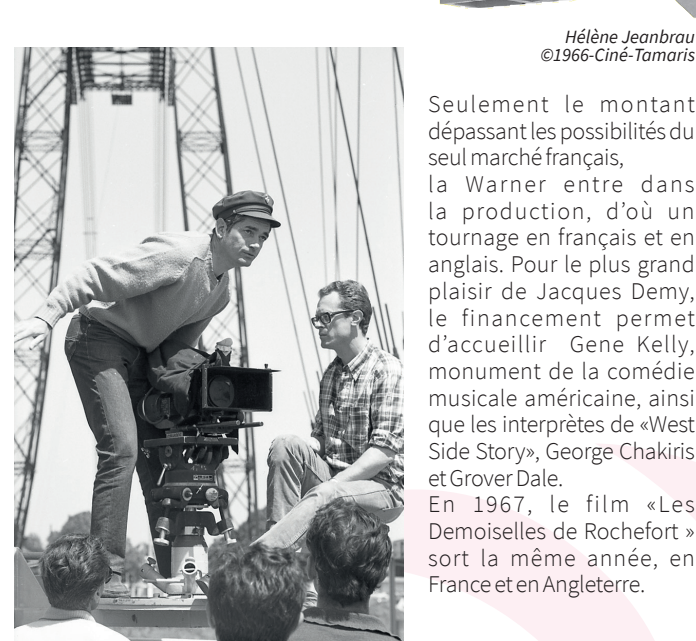 Hélène Jeanbrau
©1966-Ciné-Tamaris
Seulement le montant
dépassant les possibilités du
seul marché français,
la Warner entre dans
la production, d’où un
tournage en français et en
anglais. Pour le plus grand
plaisir de Jacques Demy,
le financement permet
d’accueillir Gene Kelly,
monument de la comédie
musicale américaine, ainsi
que les interprètes de «West
Side Story», George Chakiris
et Grover Dale.
En 1967, le film «Les
Demoiselles de Rochefort »
sort la même année, en
France et en Angleterre.